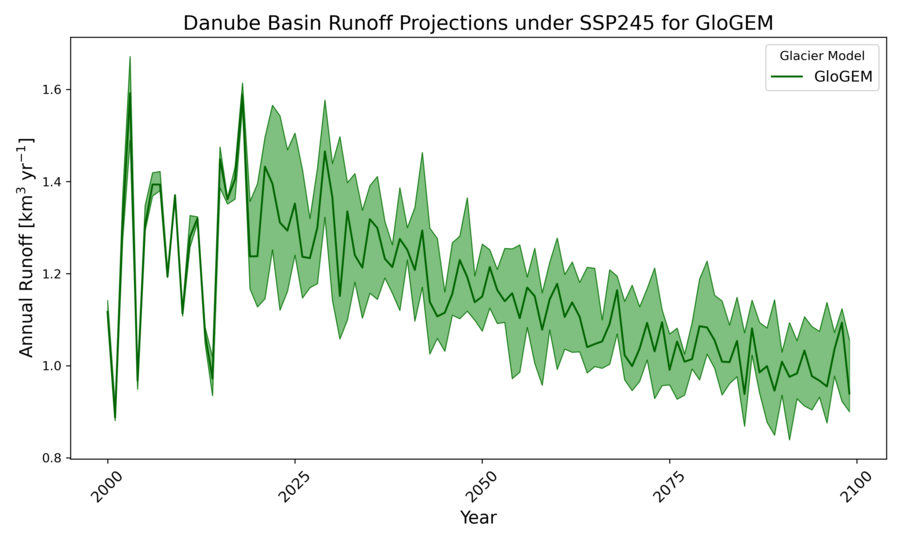 Danube Basin Runoff Projections under SSP245 for GloGEM
Glacier Model
GloGEM
Annual Runoff [km³ yr⁻¹]
1.6
1.4
1.2
1.0
0.8
2000
2025
2050
2075
2100
Year